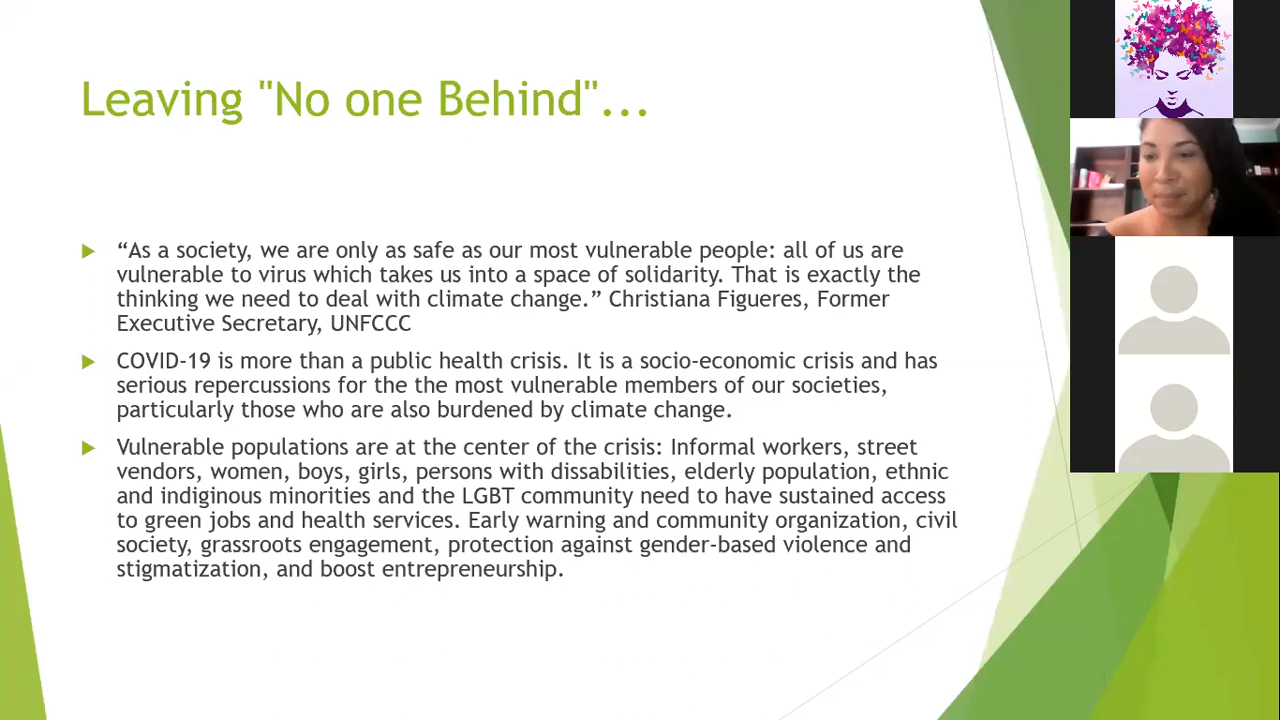 Leaving "No one Behind"...
“As a society, we are only as safe as our most vulnerable people: all of us are
vulnerable to virus which takes us into a space of solidarity. That is exactly the
thinking we need to deal with climate change.” Christiana Figueres, Former
Executive Secretary, UNFCCC
COVID-19 is more than a public health crisis. It is a socio-economic crisis and has
serious repercussions for the the most vulnerable members of our societies,
particularly those who are also burdened by climate change.
Vulnerable populations are at the center of the crisis: Informal workers, street
vendors, women, boys, girls, persons with dissabilities, elderly population, ethnic
and indiginous minorities and the LGBT community need to have sustained access
to green jobs and health services. Early warning and community organization, civil
society, grassroots engagement, protection against gender-based violence and
stigmatization, and boost entrepreneurship.